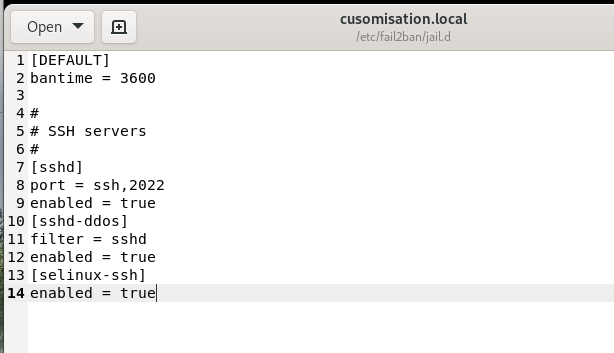 Open
cusomisation.local
/etc/fail2ban/jail.d
1 [DEFAULT]
2 bantime = 3600
3
4 #
5 # SSH servers
6 #
7 [sshd]
8 port = ssh,2022
9 enabled = true
10 [sshd-ddos]
11 filter = sshd
12 enabled = true
13 [selinux-ssh]
14 enabled = true